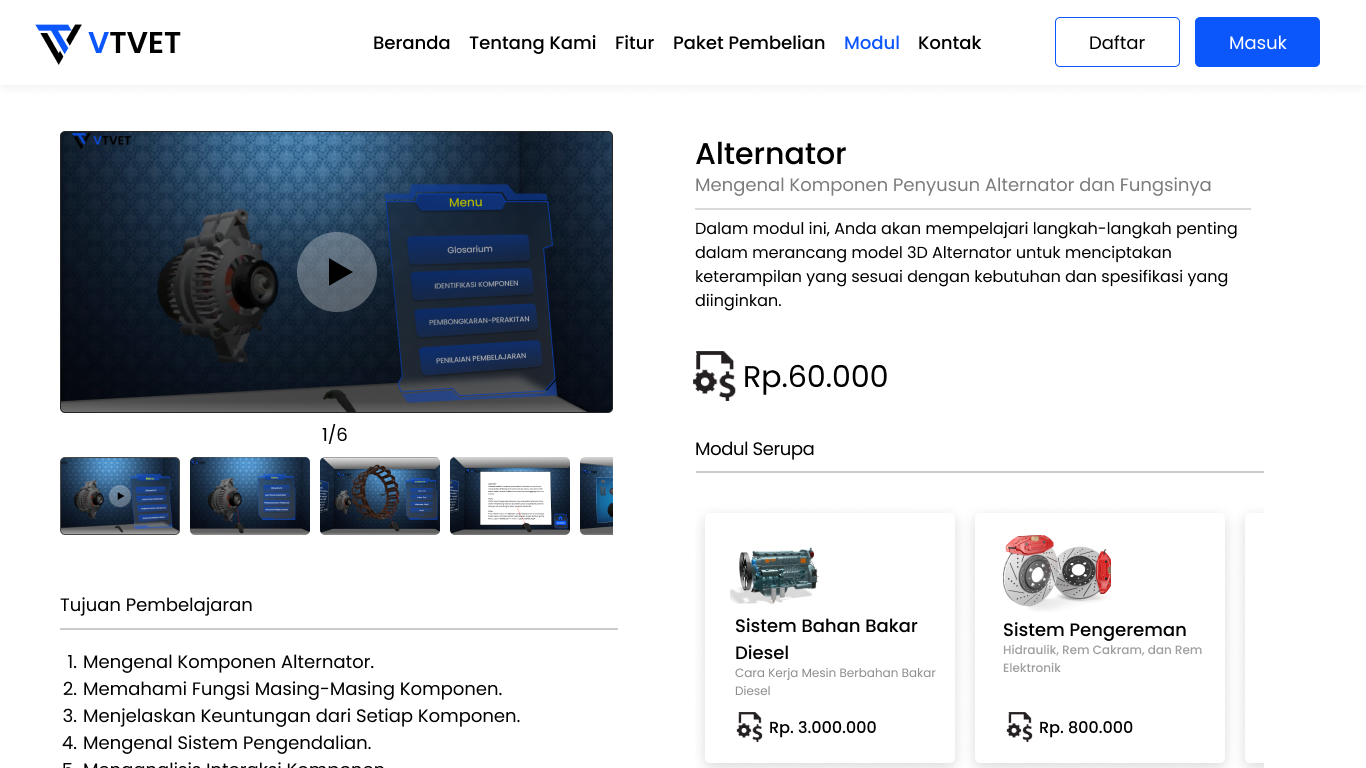 VTVET
Beranda
Tentang Kami
Fitur
Paket Pembelian
Modul
Kontak
Daftar
Masuk
VTVET
Menu
Glosarium
IDENTIFIKASI KOMPONEN
PEMBONGKARAN-PERAKITAN
PENILAIAN PEMBELAJARAN
1/6
Tujuan Pembelajaran
1. Mengenal Komponen Alternator.
2. Memahami Fungsi Masing-Masing Komponen.
3. Menjelaskan Keuntungan dari Setiap Komponen.
4. Mengenal Sistem Pengendalian.
5. Menganalisis Interaksi Komponen
Alternator
Mengenal Komponen Penyusun Alternator dan Fungsinya
Dalam modul ini, Anda akan mempelajari langkah-langkah penting
dalam merancang model 3D Alternator untuk menciptakan
keterampilan yang sesuai dengan kebutuhan dan spesifikasi yang
diinginkan.
Rp.60.000
Modul Serupa
Sistem Bahan Bakar
Diesel
Cara Kerja Mesin Berbahan Bakar
Diesel
Rp. 3.000.000
Sistem Pengereman
Hidraulik, Rem Cakram, dan Rem
Elektronik
Rp. 800.000